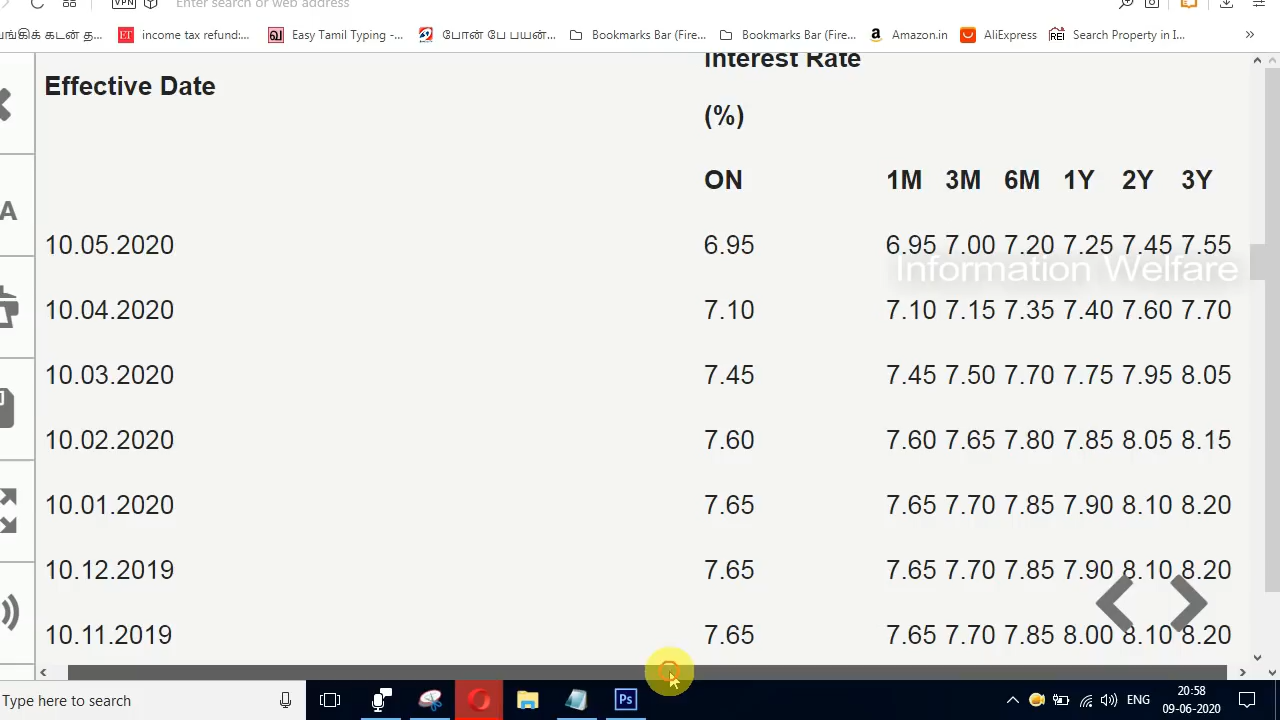 VPN Enter search or web address
ங்கிக் கடன் த... ET income tax refund:... Easy Tamil Typing -... போன் பே பயன்... Bookmarks Bar (Fire... Bookmarks Bar (Fire... Amazon.in AliExpress REI Search Property in I... »
Interest Rate
Effective Date
(%)
ON 1M 3M 6M 1Y 2Y 3Y
10.05.2020 6.95 6.95 7.00 7.20 7.25 7.45 7.55
Information Welfare
10.04.2020 7.10 7.10 7.15 7.35 7.40 7.60 7.70
10.03.2020 7.45 7.45 7.50 7.70 7.75 7.95 8.05
10.02.2020 7.60 7.60 7.65 7.80 7.85 8.05 8.15
10.01.2020 7.65 7.65 7.70 7.85 7.90 8.10 8.20
10.12.2019 7.65 7.65 7.70 7.85 7.90 8.10 8.20
10.11.2019 7.65 7.65 7.70 7.85 8.00 8.10 8.20
A
Type here to search Ps ENG 20:58
09-06-2020